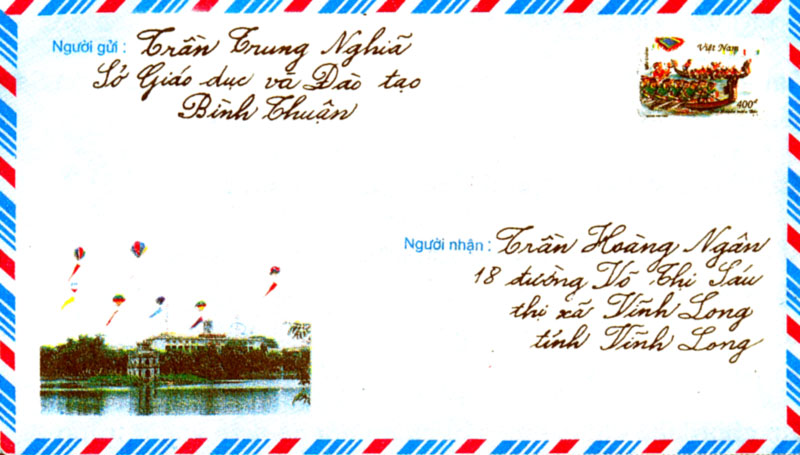 Người gửi : Trần Trung Nghĩa
Sở Giáo dục và Đào tạo
Bình Thuận
Việt Nam
400đ
Người nhận : Trần Hoàng Ngân
18 đường Võ Thị Sáu
thị xã Vĩnh Long
tỉnh Vĩnh Long